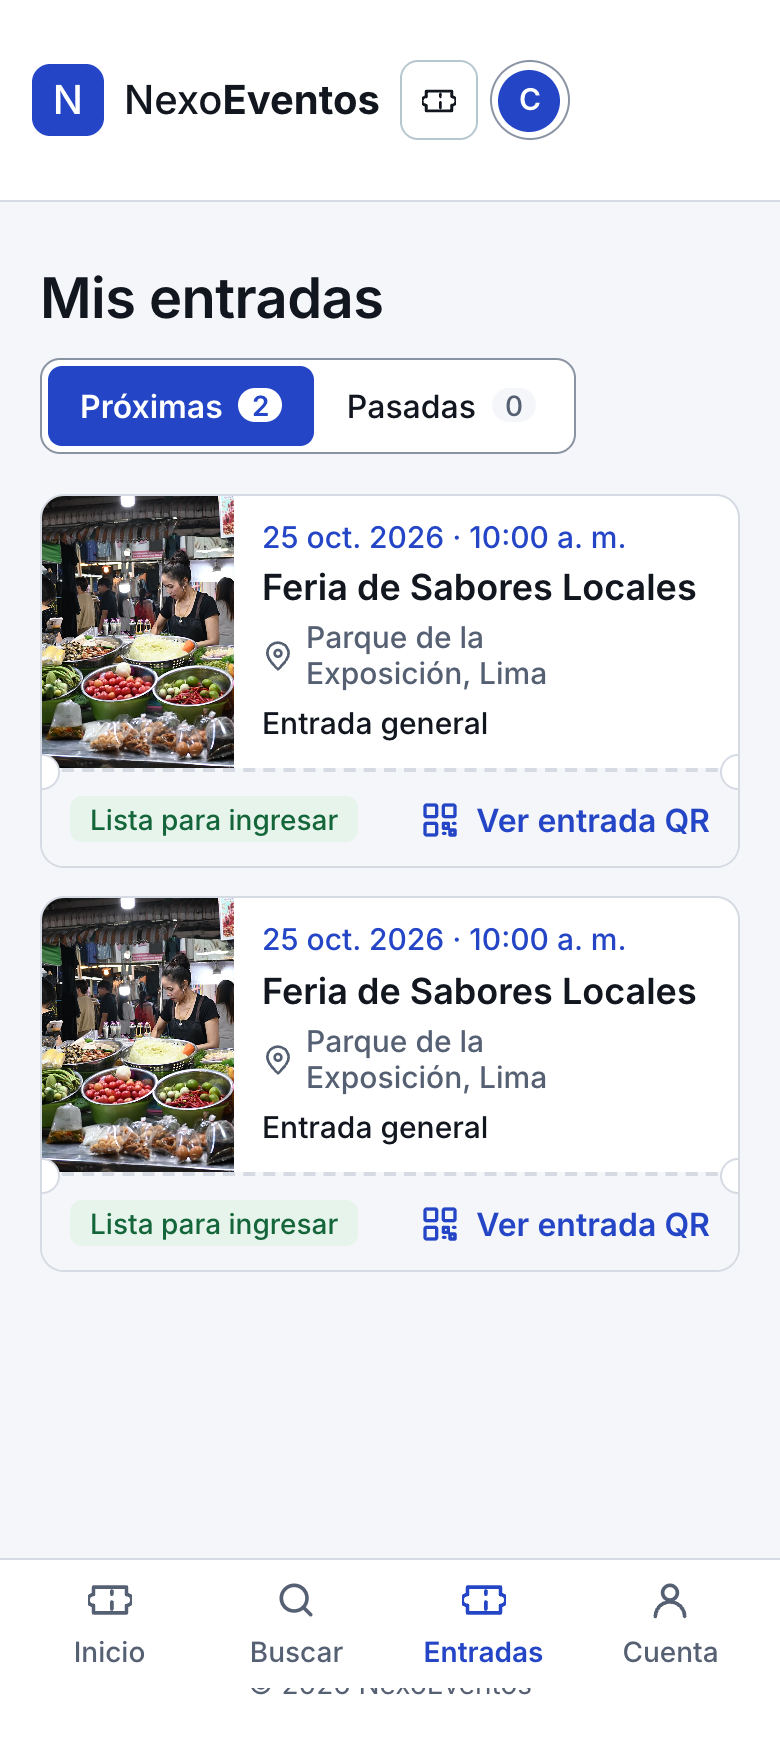 N NexoEventos C
Mis entradas
Próximas 2 Pasadas 0
25 oct. 2026 · 10:00 a. m.
Feria de Sabores Locales
Parque de la
Exposición, Lima
Entrada general
Lista para ingresar Ver entrada QR
25 oct. 2026 · 10:00 a. m.
Feria de Sabores Locales
Parque de la
Exposición, Lima
Entrada general
Lista para ingresar Ver entrada QR
Inicio Buscar Entradas Cuenta
© 2026 NexoEventos